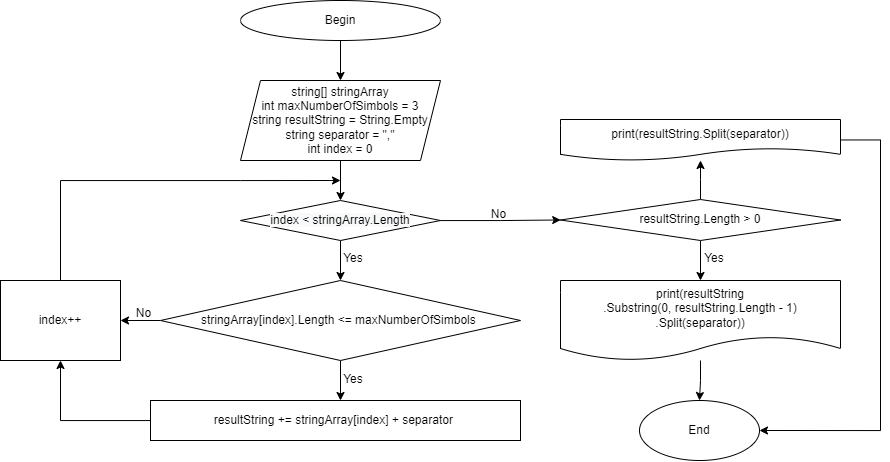 Begin
string[] stringArray
int maxNumberOfSimbols = 3
string resultString = String.Empty
string separator = ","
int index = 0
print(resultString.Split(separator))
index < stringArray.Length
No
resultString.Length > 0
Yes
Yes
index++
No
stringArray[index].Length <= maxNumberOfSimbols
print(resultString
.Substring(0, resultString.Length - 1)
.Split(separator))
Yes
resultString += stringArray[index] + separator
End